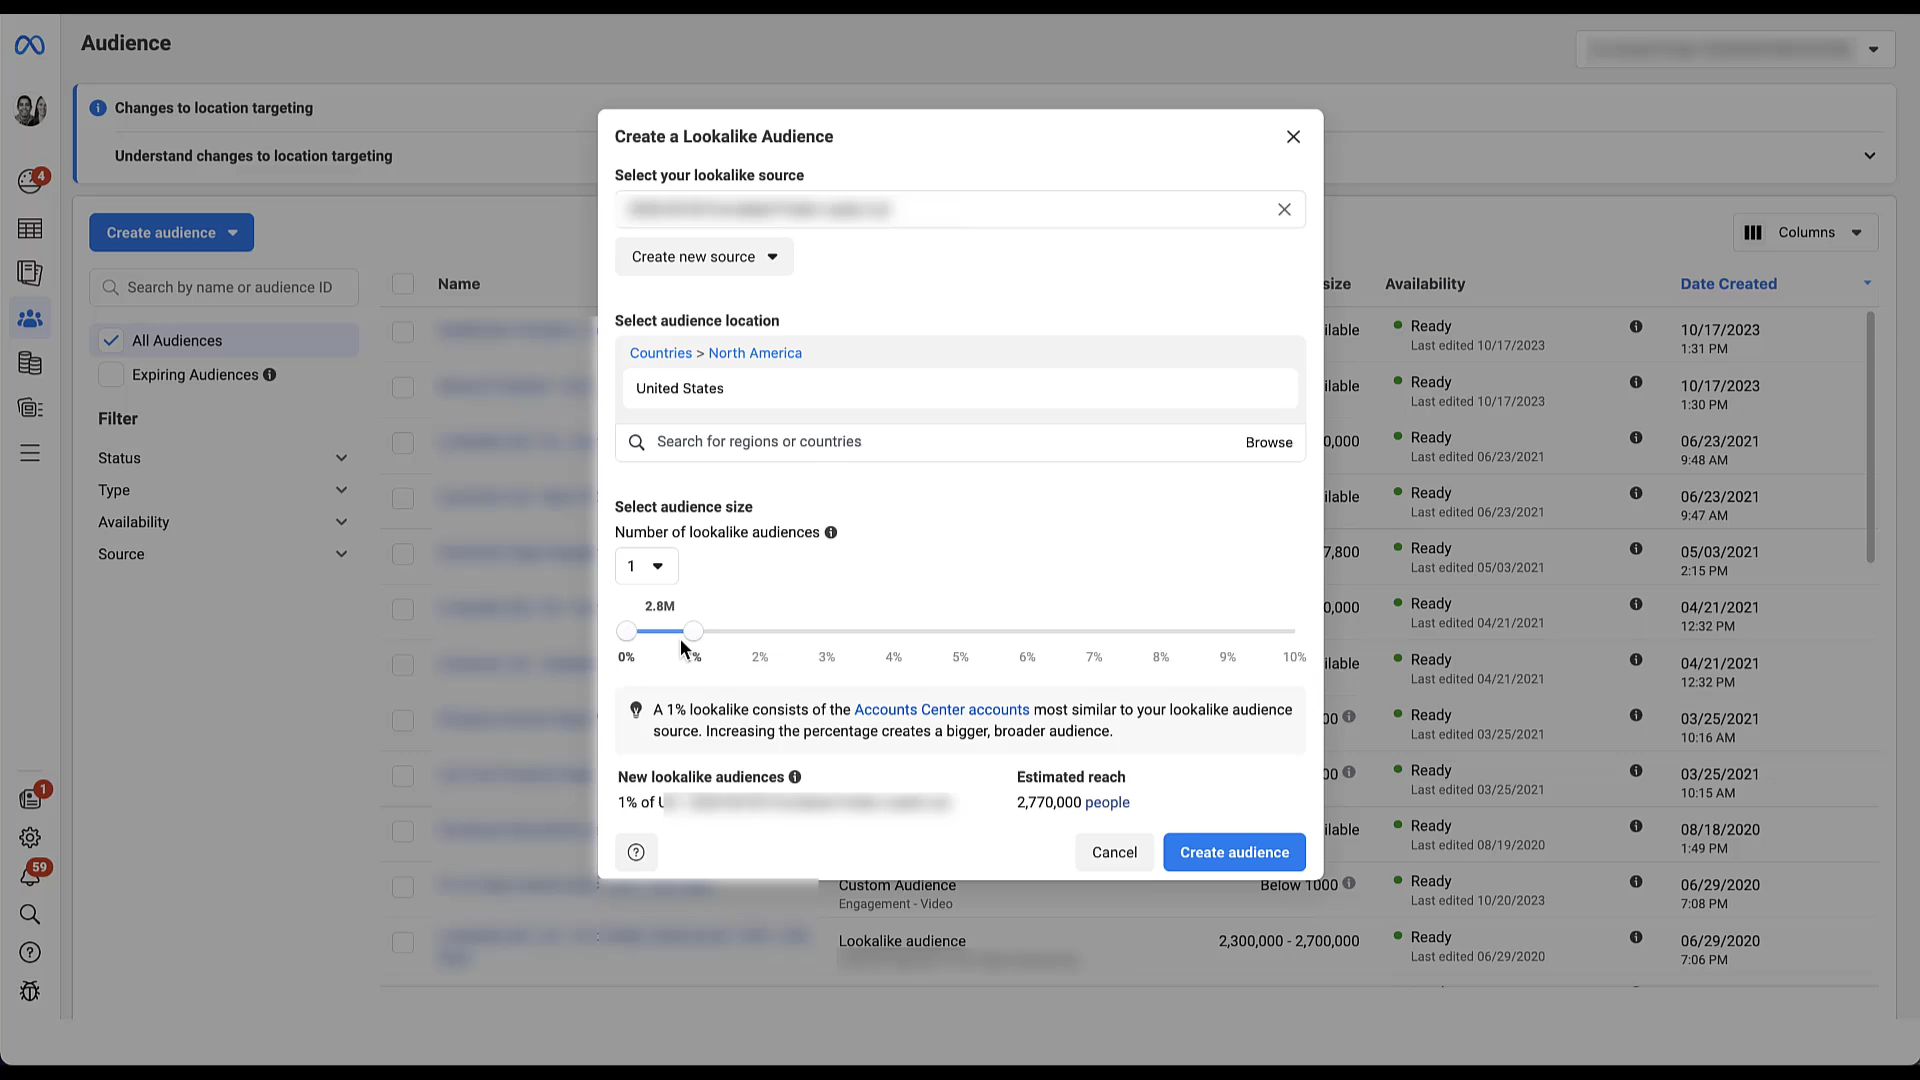 Audience
Changes to location targeting
Understand changes to location targeting
4
Create audience
Search by name or audience ID
All Audiences
Expiring Audiences
Filter
Status
Type
Availability
Source
1
59
Columns
Name
size
Availability
Date Created
ilable
Ready
Last edited 10/17/2023
10/17/2023
1:31 PM
ilable
Ready
Last edited 10/17/2023
10/17/2023
1:30 PM
0,000
Ready
Last edited 06/23/2021
06/23/2021
9:48 AM
ilable
Ready
Last edited 06/23/2021
06/23/2021
9:47 AM
7,800
Ready
Last edited 05/03/2021
05/03/2021
2:15 PM
0,000
Ready
Last edited 04/21/2021
04/21/2021
12:32 PM
ilable
Ready
Last edited 04/21/2021
04/21/2021
12:32 PM
00
Ready
Last edited 03/25/2021
03/25/2021
10:16 AM
00
Ready
Last edited 03/25/2021
03/25/2021
10:15 AM
ilable
Ready
Last edited 08/19/2020
08/18/2020
1:49 PM
Custom Audience
Engagement - Video
Below 1000
Ready
Last edited 10/20/2023
06/29/2020
7:08 PM
Lookalike audience
2,300,000 - 2,700,000
Ready
Last edited 06/29/2020
06/29/2020
7:06 PM
Create a Lookalike Audience
Select your lookalike source
Create new source
Select audience location
Countries > North America
United States
Search for regions or countries
Browse
Select audience size
Number of lookalike audiences
1
2.8M
0% % 2% 3% 4% 5% 6% 7% 8% 9% 10%
A 1% lookalike consists of the Accounts Center accounts most similar to your lookalike audience
source. Increasing the percentage creates a bigger, broader audience.
New lookalike audiences
Estimated reach
1% of U
2,770,000 people
Cancel
Create audience